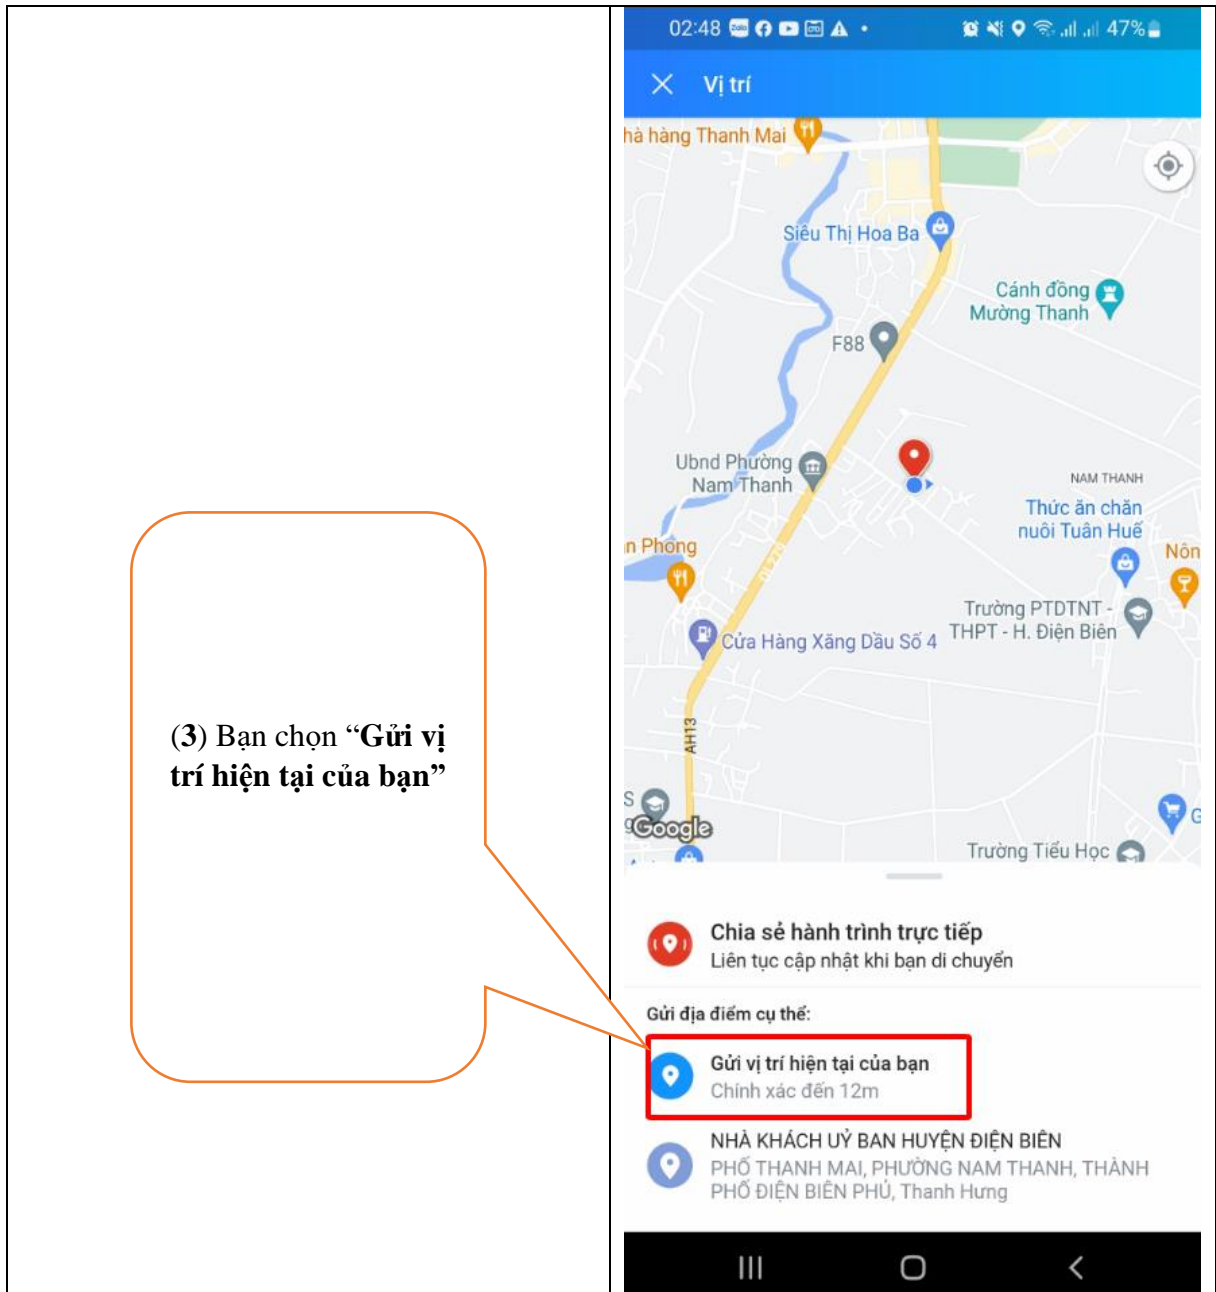 (3) Bạn chọn “Gửi vị
trí hiện tại của bạn”
02:48
47%
Vị trí
hà hàng Thanh Mai
Siêu Thị Hoa Ba
Cánh đồng
Mường Thanh
F88
Ubnd Phường
Nam Thanh
NAM THANH
Thức ăn chăn
nuôi Tuân Huế
n Phong
Nôn
QL279
Trường PTDTNT -
THPT - H. Điện Biên
Cửa Hàng Xăng Dầu Số 4
AH13
S
G
Google
Trường Tiểu Học
Chia sẻ hành trình trực tiếp
Liên tục cập nhật khi bạn di chuyển
Gửi địa điểm cụ thể:
Gửi vị trí hiện tại của bạn
Chính xác đến 12m
NHÀ KHÁCH UỶ BAN HUYỆN ĐIỆN BIÊN
PHỐ THANH MAI, PHƯỜNG NAM THANH, THÀNH
PHỐ ĐIỆN BIÊN PHỦ, Thanh Hưng